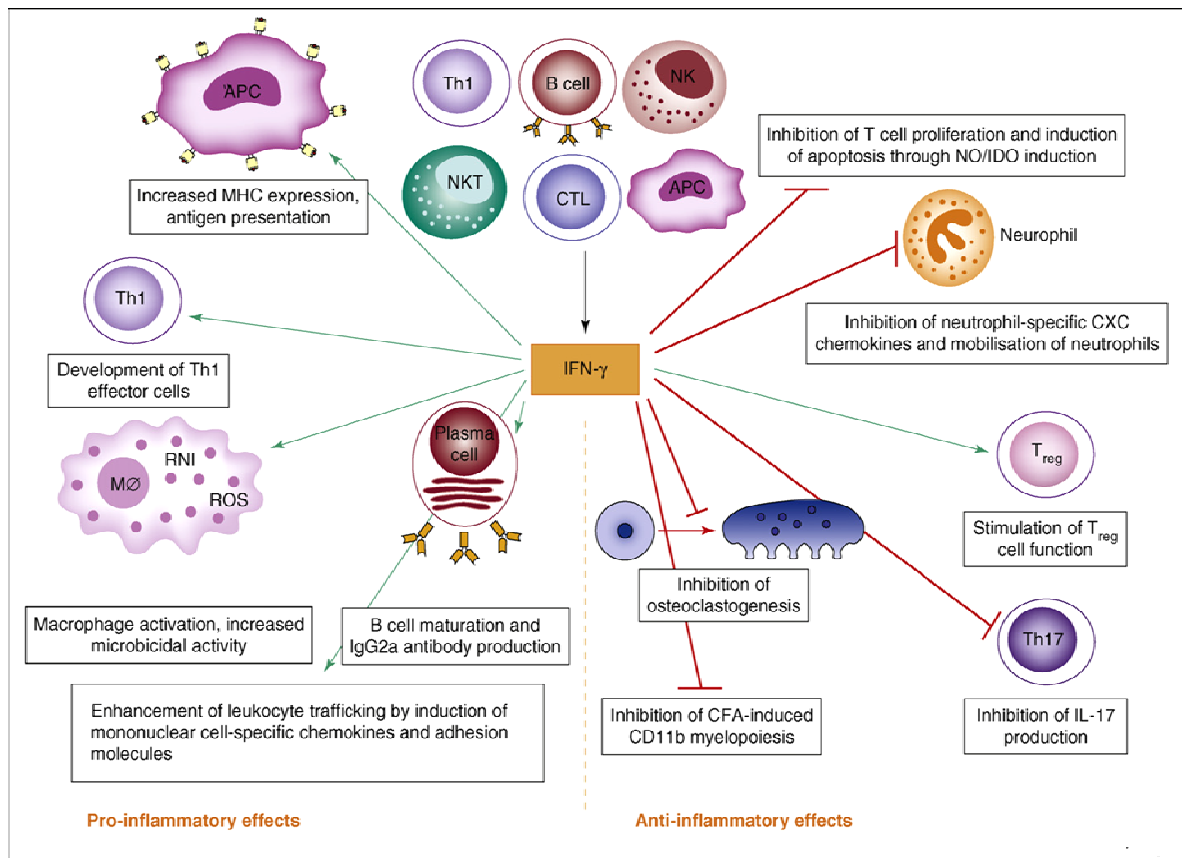 APC
Th1
B cell
NK
NKT
CTL
APC
Increased MHC expression,
antigen presentation
Inhibition of T cell proliferation and induction
of apoptosis through NO/IDO induction
Neurophil
Inhibition of neutrophil-specific CXC
chemokines and mobilisation of neutrophils
Th1
Development of Th1
effector cells
IFN-γ
MØ
RNI
ROS
Macrophage activation, increased
microbicidal activity
Plasma
cell
B cell maturation and
IgG2a antibody production
Enhancement of leukocyte trafficking by induction of
mononuclear cell-specific chemokines and adhesion
molecules
Inhibition of
osteoclastogenesis
Inhibition of CFA-induced
CD11b myelopoiesis
Treg
Stimulation of Treg
cell function
Th17
Inhibition of IL-17
production
Pro-inflammatory effects
Anti-inflammatory effects